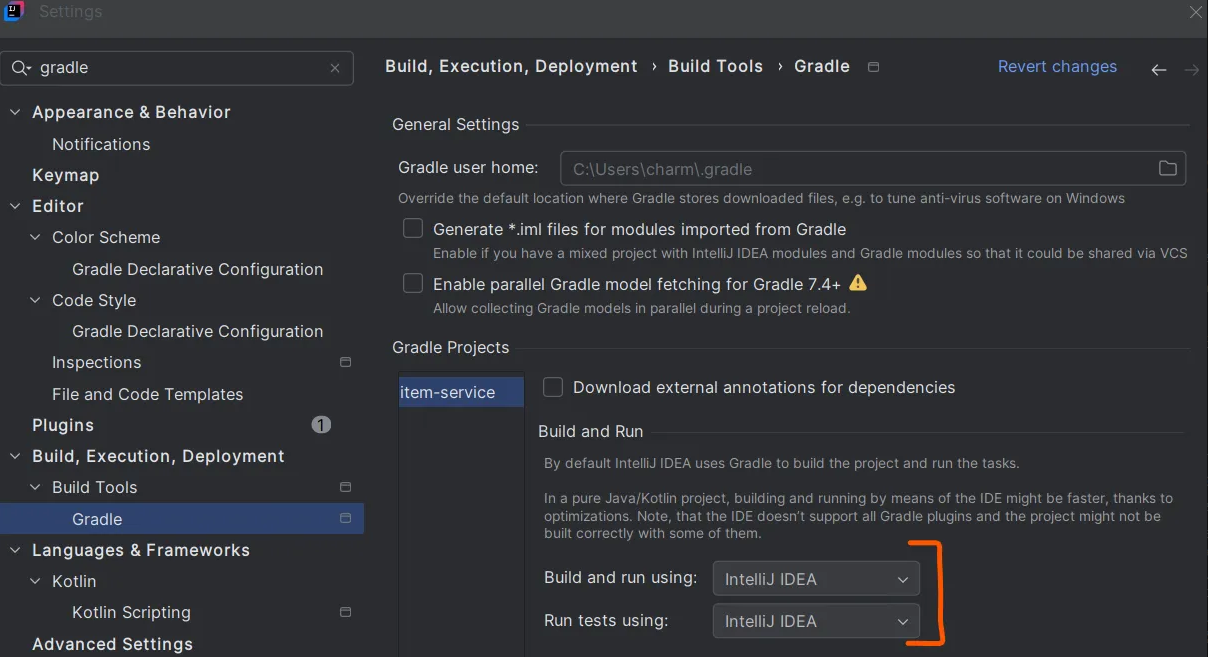 Settings
gradle
Build, Execution, Deployment › Build Tools › Gradle
Revert changes
Appearance & Behavior
Notifications
Keymap
Editor
Color Scheme
Gradle Declarative Configuration
Code Style
Gradle Declarative Configuration
Inspections
File and Code Templates
Plugins
1
Build, Execution, Deployment
Build Tools
Gradle
Languages & Frameworks
Kotlin
Kotlin Scripting
Advanced Settings
General Settings
Gradle user home:
C:\Users\charm\.gradle
Override the default location where Gradle stores downloaded files, e.g. to tune anti-virus software on Windows
Generate *.iml files for modules imported from Gradle
Enable if you have a mixed project with IntelliJ IDEA modules and Gradle modules so that it could be shared via VCS
Enable parallel Gradle model fetching for Gradle 7.4+
Allow collecting Gradle models in parallel during a project reload.
Gradle Projects
item-service
Download external annotations for dependencies
Build and Run
By default IntelliJ IDEA uses Gradle to build the project and run the tasks.
In a pure Java/Kotlin project, building and running by means of the IDE might be faster, thanks to
optimizations. Note, that the IDE doesn't support all Gradle plugins and the project might not be
built correctly with some of them.
Build and run using: IntelliJ IDEA
Run tests using: IntelliJ IDEA